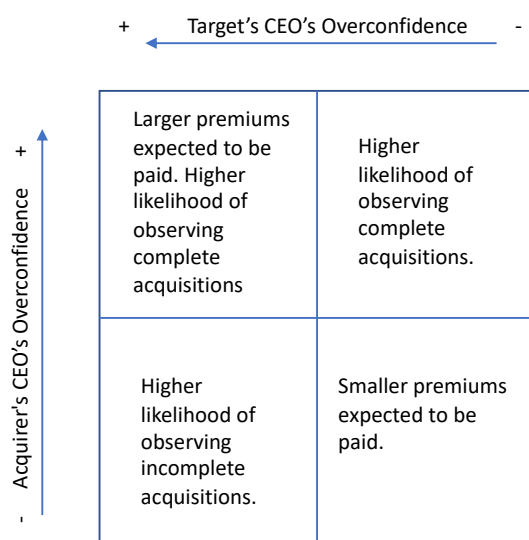 + Target's CEO's Overconfidence -
Acquirer's CEO's Overconfidence +
-
Larger premiums
expected to be
paid. Higher
likelihood of
observing
complete
acquisitions
Higher
likelihood of
observing
complete
acquisitions.
Higher
likelihood of
observing
incomplete
acquisitions.
Smaller premiums
expected to be
paid.